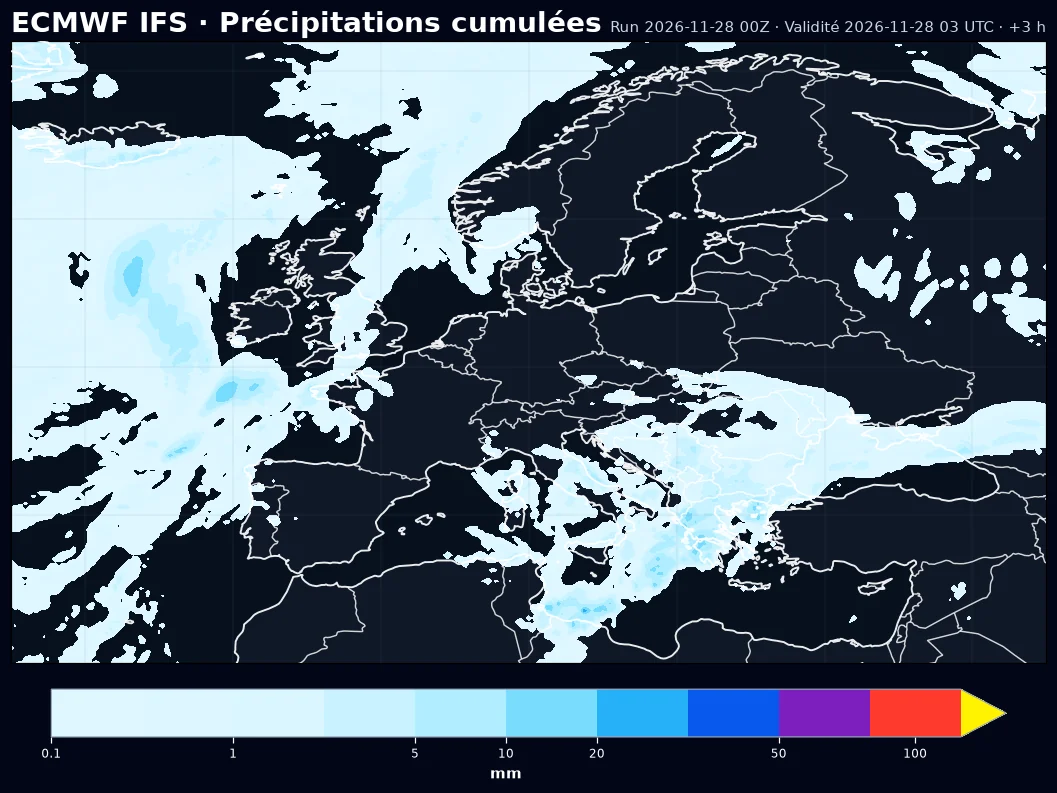 ECMWF IFS · Précipitations cumulées Run 2026-11-28 00Z · Validité 2026-11-28 03 UTC · +3 h
0.1 1 5 10 20 50 100
mm